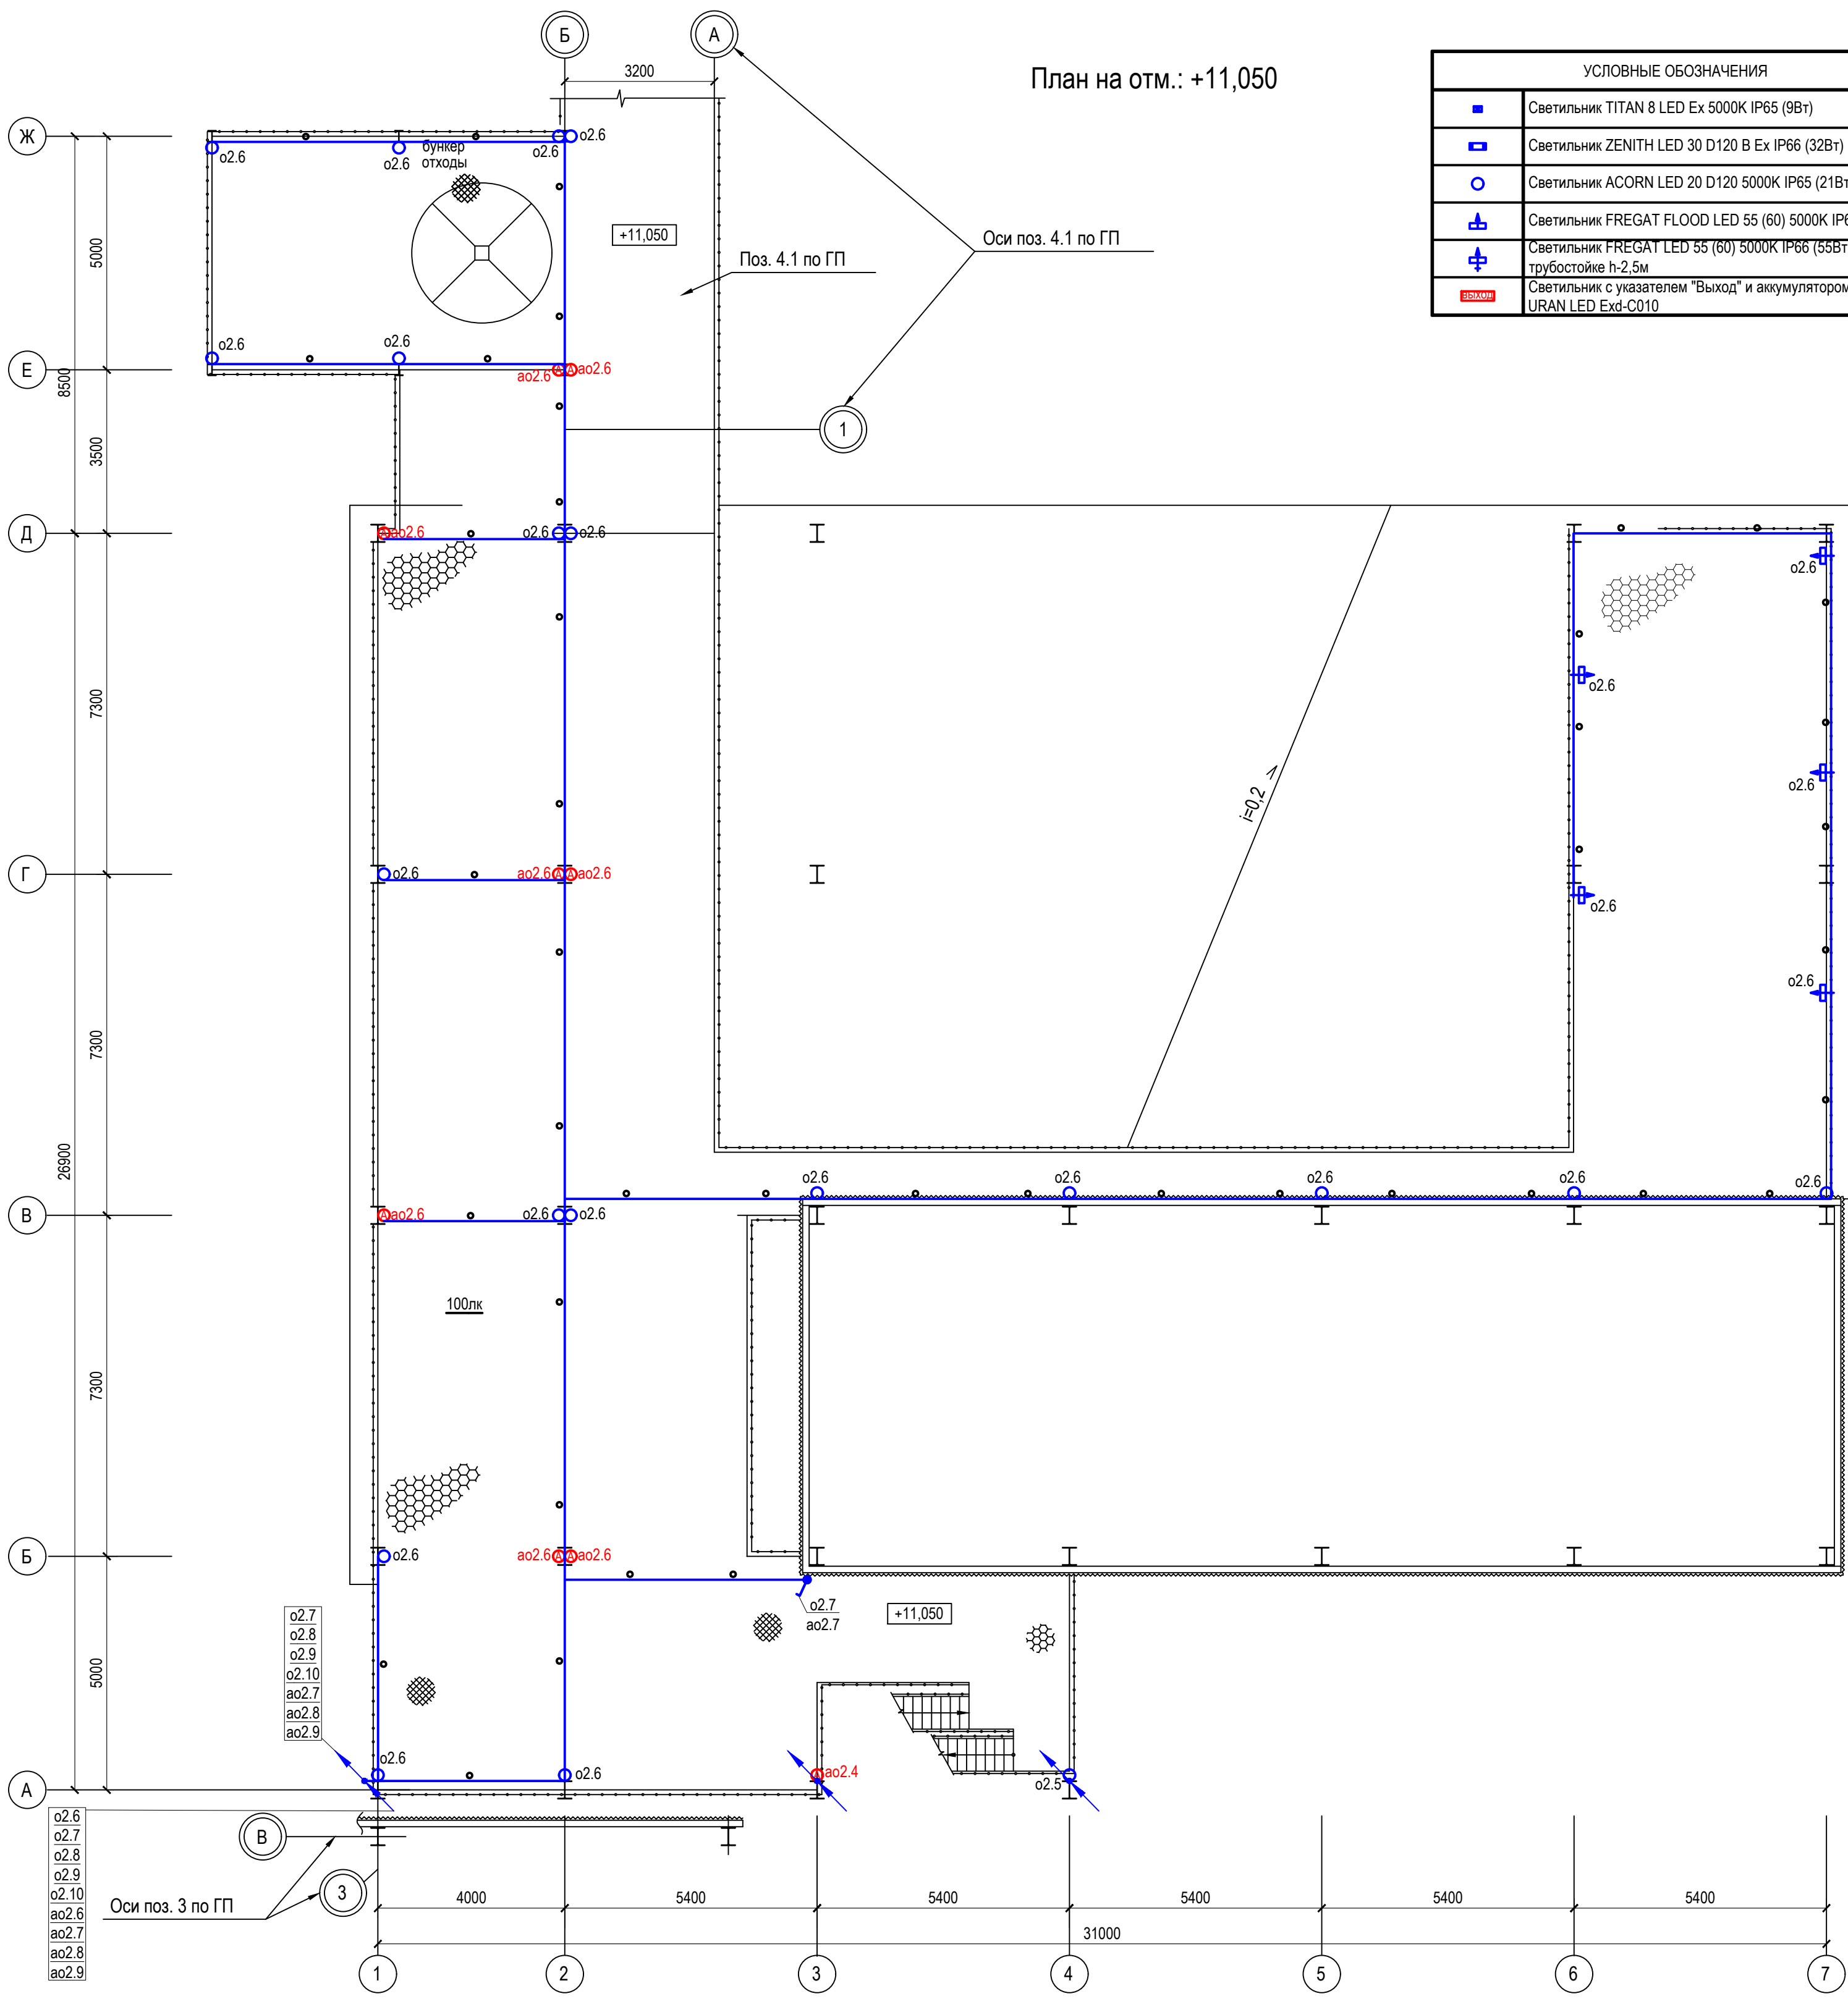 Б
А
План на отм.: +11,050
3200
УСЛОВНЫЕ ОБОЗНАЧЕНИЯ
Светильник TITAN 8 LED Ex 5000K IP65 (9Вт)
Светильник ZENITH LED 30 D120 B Ex IP66 (32Вт)
Светильник ACORN LED 20 D120 5000K IP65 (21Вт
Светильник FREGAT FLOOD LED 55 (60) 5000K IP6
Светильник FREGAT LED 55 (60) 5000K IP66 (55Вт
трубостойке h-2,5м
ВЫХОД
Светильник с указателем "Выход" и аккумулятором
URAN LED Exd-C010
Ж
о2.6
о2.6
бункер
отходы
о2.6
о2.6
5000
+11,050
Поз. 4.1 по ГП
Оси поз. 4.1 по ГП
о2.6
о2.6
Е
ао2.6
А
А
ао2.6
8500
3500
1
Д
А
ао2.6
о2.6
о2.6
о2.6
о2.6
7300
i=0,2
о2.6
Г
о2.6
ао2.6
А
А
ао2.6
о2.6
о2.6
7300
26900
о2.6
о2.6
о2.6
о2.6
о2.6
В
А
ао2.6
о2.6
о2.6
100лк
7300
Б
о2.6
ао2.6
А
А
ао2.6
о2.7
ао2.7
+11,050
о2.7
о2.8
о2.9
о2.10
ао2.7
ао2.8
ао2.9
5000
о2.6
о2.6
А
ао2.4
о2.5
А
о2.6
о2.7
о2.8
о2.9
о2.10
ао2.6
ао2.7
ао2.8
ао2.9
В
3
Оси поз. 3 по ГП
4000
5400
5400
5400
5400
5400
31000
1
2
3
4
5
6
7